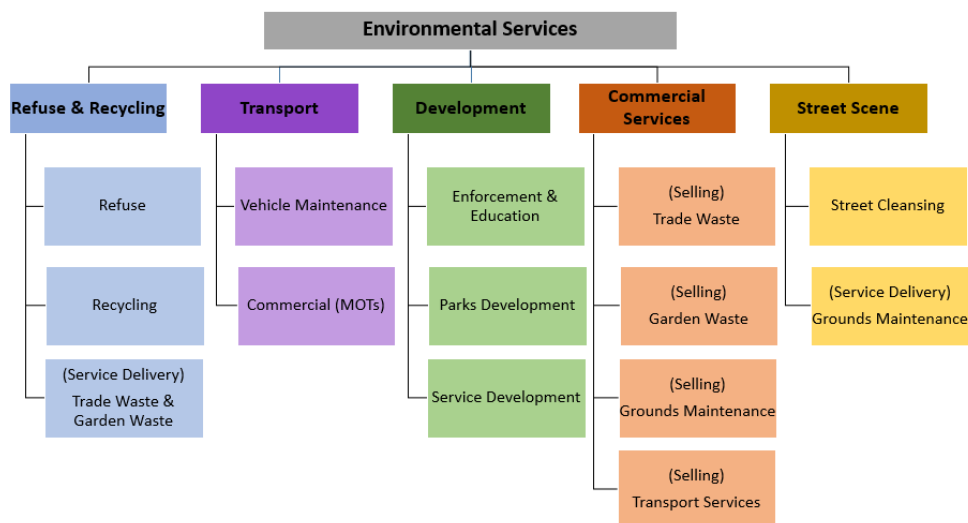 Environmental Services
Refuse & Recycling
Transport
Development
Commercial
Services
Street Scene
Refuse
Recycling
(Service Delivery)
Trade Waste &
Garden Waste
Vehicle Maintenance
Commercial (MOTs)
Enforcement &
Education
Parks Development
Service Development
(Selling)
Trade Waste
(Selling)
Garden Waste
(Selling)
Grounds Maintenance
(Selling)
Transport Services
Street Cleansing
(Service Delivery)
Grounds Maintenance